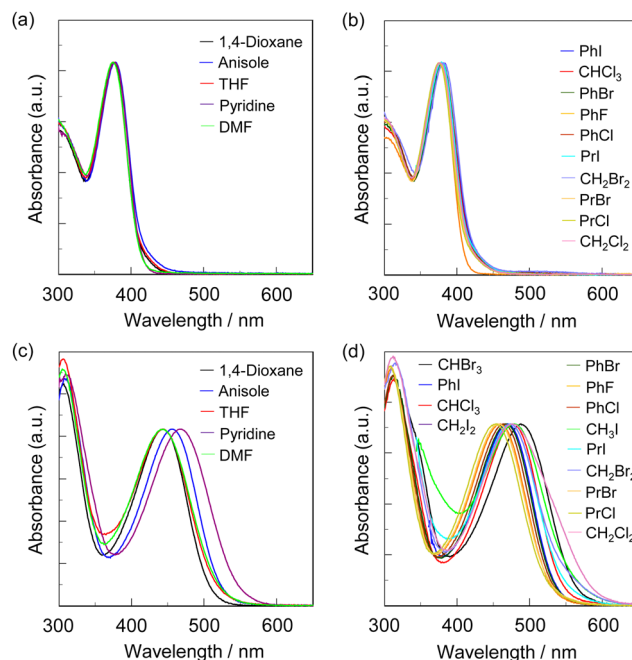 (a)
1,4-Dioxane
Anisole
THF
Pyridine
DMF
Absorbance (a.u.)
300 400 500 600
Wavelength / nm
(b)
PhI
CHCl3
PhBr
PhF
PhCl
PrI
CH2Br2
PrBr
PrCl
CH2Cl2
Absorbance (a.u.)
300 400 500 600
Wavelength / nm
(c)
1,4-Dioxane
Anisole
THF
Pyridine
DMF
Absorbance (a.u.)
300 400 500 600
Wavelength / nm
(d)
CHBr3
PhI
CHCl3
CH2I2
PhBr
PhF
PhCl
CH3I
PrI
CH2Br2
PrBr
PrCl
CH2Cl2
Absorbance (a.u.)
300 400 500 600
Wavelength / nm